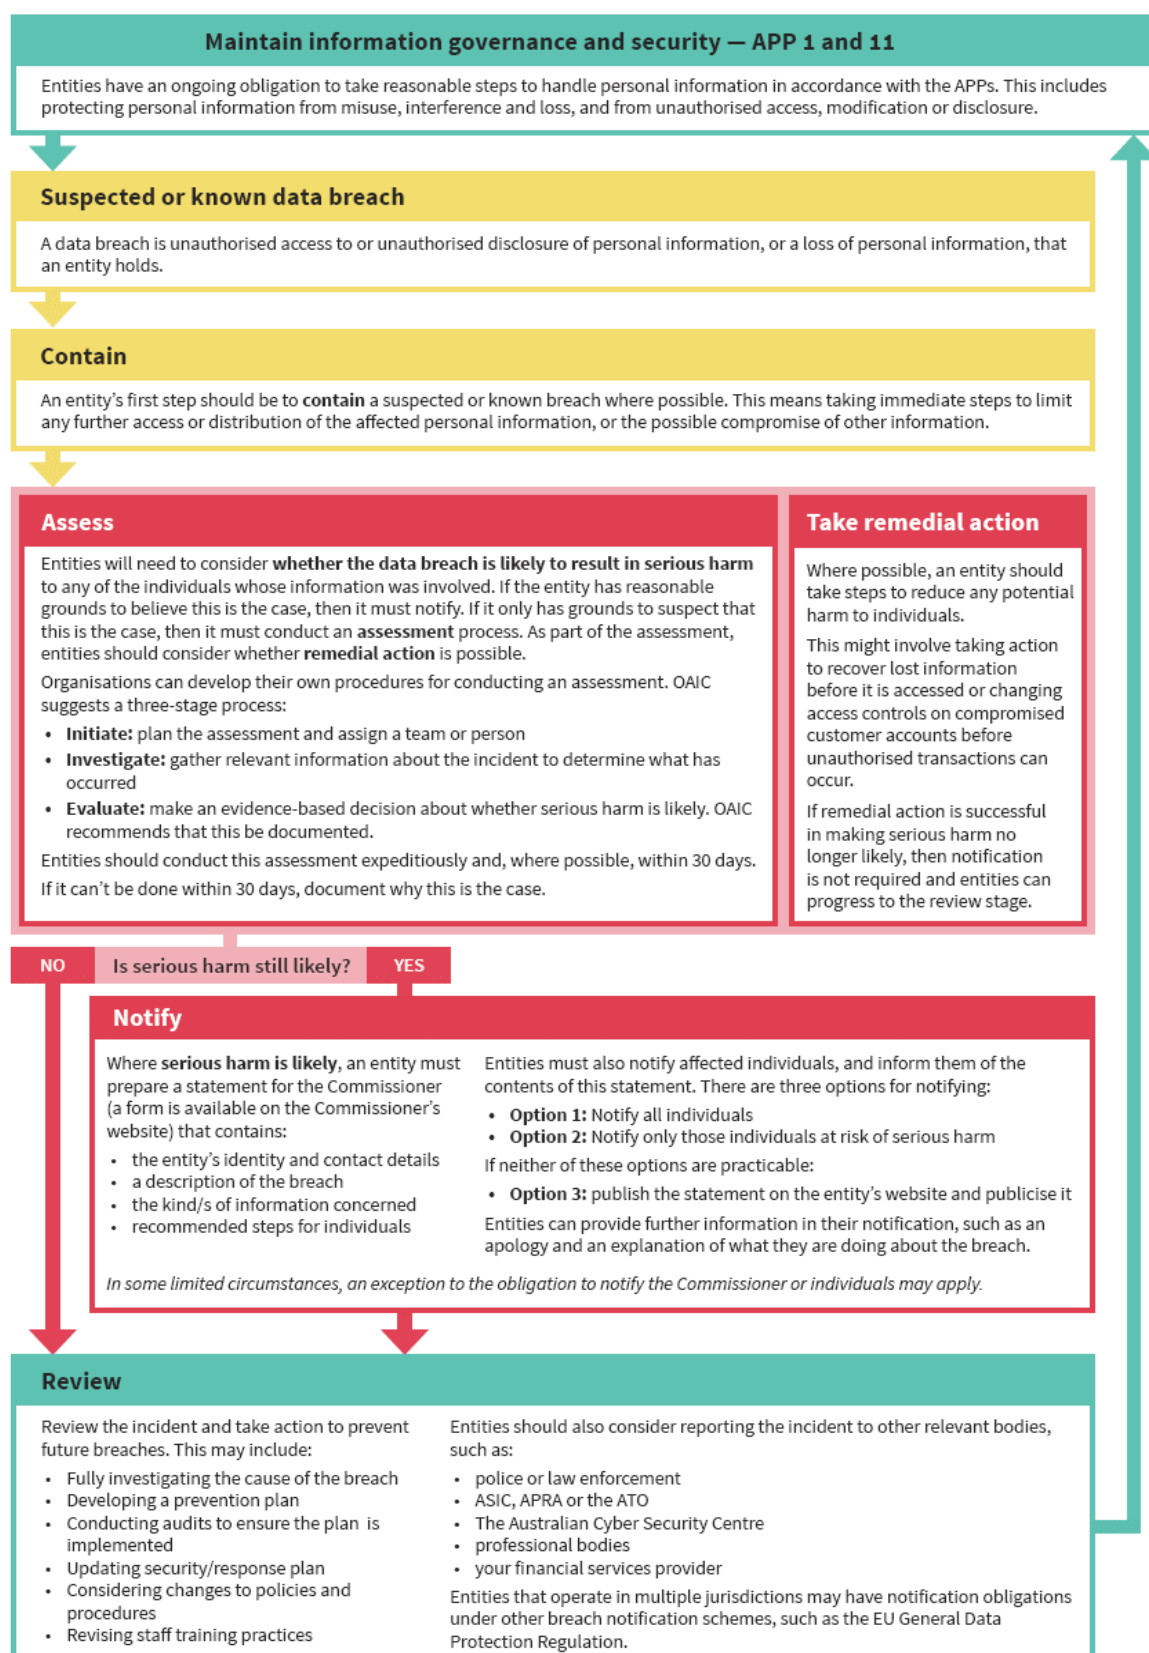 Maintain information governance and security — APP 1 and 11
Entities have an ongoing obligation to take reasonable steps to handle personal information in accordance with the APPs. This includes
protecting personal information from misuse, interference and loss, and from unauthorised access, modification or disclosure.
Suspected or known data breach
A data breach is unauthorised access to or unauthorised disclosure of personal information, or a loss of personal information, that
an entity holds.
Contain
An entity's first step should be to contain a suspected or known breach where possible. This means taking immediate steps to limit
any further access or distribution of the affected personal information, or the possible compromise of other information.
Assess
Entities will need to consider whether the data breach is likely to result in serious harm
to any of the individuals whose information was involved. If the entity has reasonable
grounds to believe this is the case, then it must notify. If it only has grounds to suspect that
this is the case, then it must conduct an assessment process. As part of the assessment,
entities should consider whether remedial action is possible.
Organisations can develop their own procedures for conducting an assessment. OAIC
suggests a three-stage process:
• Initiate: plan the assessment and assign a team or person
• Investigate: gather relevant information about the incident to determine what has
occurred
• Evaluate: make an evidence-based decision about whether serious harm is likely. OAIC
recommends that this be documented.
Entities should conduct this assessment expeditiously and, where possible, within 30 days.
If it can't be done within 30 days, document why this is the case.
Take remedial action
Where possible, an entity should
take steps to reduce any potential
harm to individuals.
This might involve taking action
to recover lost information
before it is accessed or changing
access controls on compromised
customer accounts before
unauthorised transactions can
occur.
If remedial action is successful
in making serious harm no
longer likely, then notification
is not required and entities can
progress to the review stage.
NO Is serious harm still likely? YES
Notify
Where serious harm is likely, an entity must
prepare a statement for the Commissioner
(a form is available on the Commissioner's
website) that contains:
• the entity's identity and contact details
• a description of the breach
• the kind/s of information concerned
• recommended steps for individuals
Entities must also notify affected individuals, and inform them of the
contents of this statement. There are three options for notifying:
• Option 1: Notify all individuals
• Option 2: Notify only those individuals at risk of serious harm
If neither of these options are practicable:
• Option 3: publish the statement on the entity's website and publicise it
Entities can provide further information in their notification, such as an
apology and an explanation of what they are doing about the breach.
In some limited circumstances, an exception to the obligation to notify the Commissioner or individuals may apply.
Review
Review the incident and take action to prevent
future breaches. This may include:
• Fully investigating the cause of the breach
• Developing a prevention plan
• Conducting audits to ensure the plan is
implemented
• Updating security/response plan
• Considering changes to policies and
procedures
• Revising staff training practices
Entities should also consider reporting the incident to other relevant bodies,
such as:
• police or law enforcement
• ASIC, APRA or the ATO
• The Australian Cyber Security Centre
• professional bodies
• your financial services provider
Entities that operate in multiple jurisdictions may have notification obligations
under other breach notification schemes, such as the EU General Data
Protection Regulation.